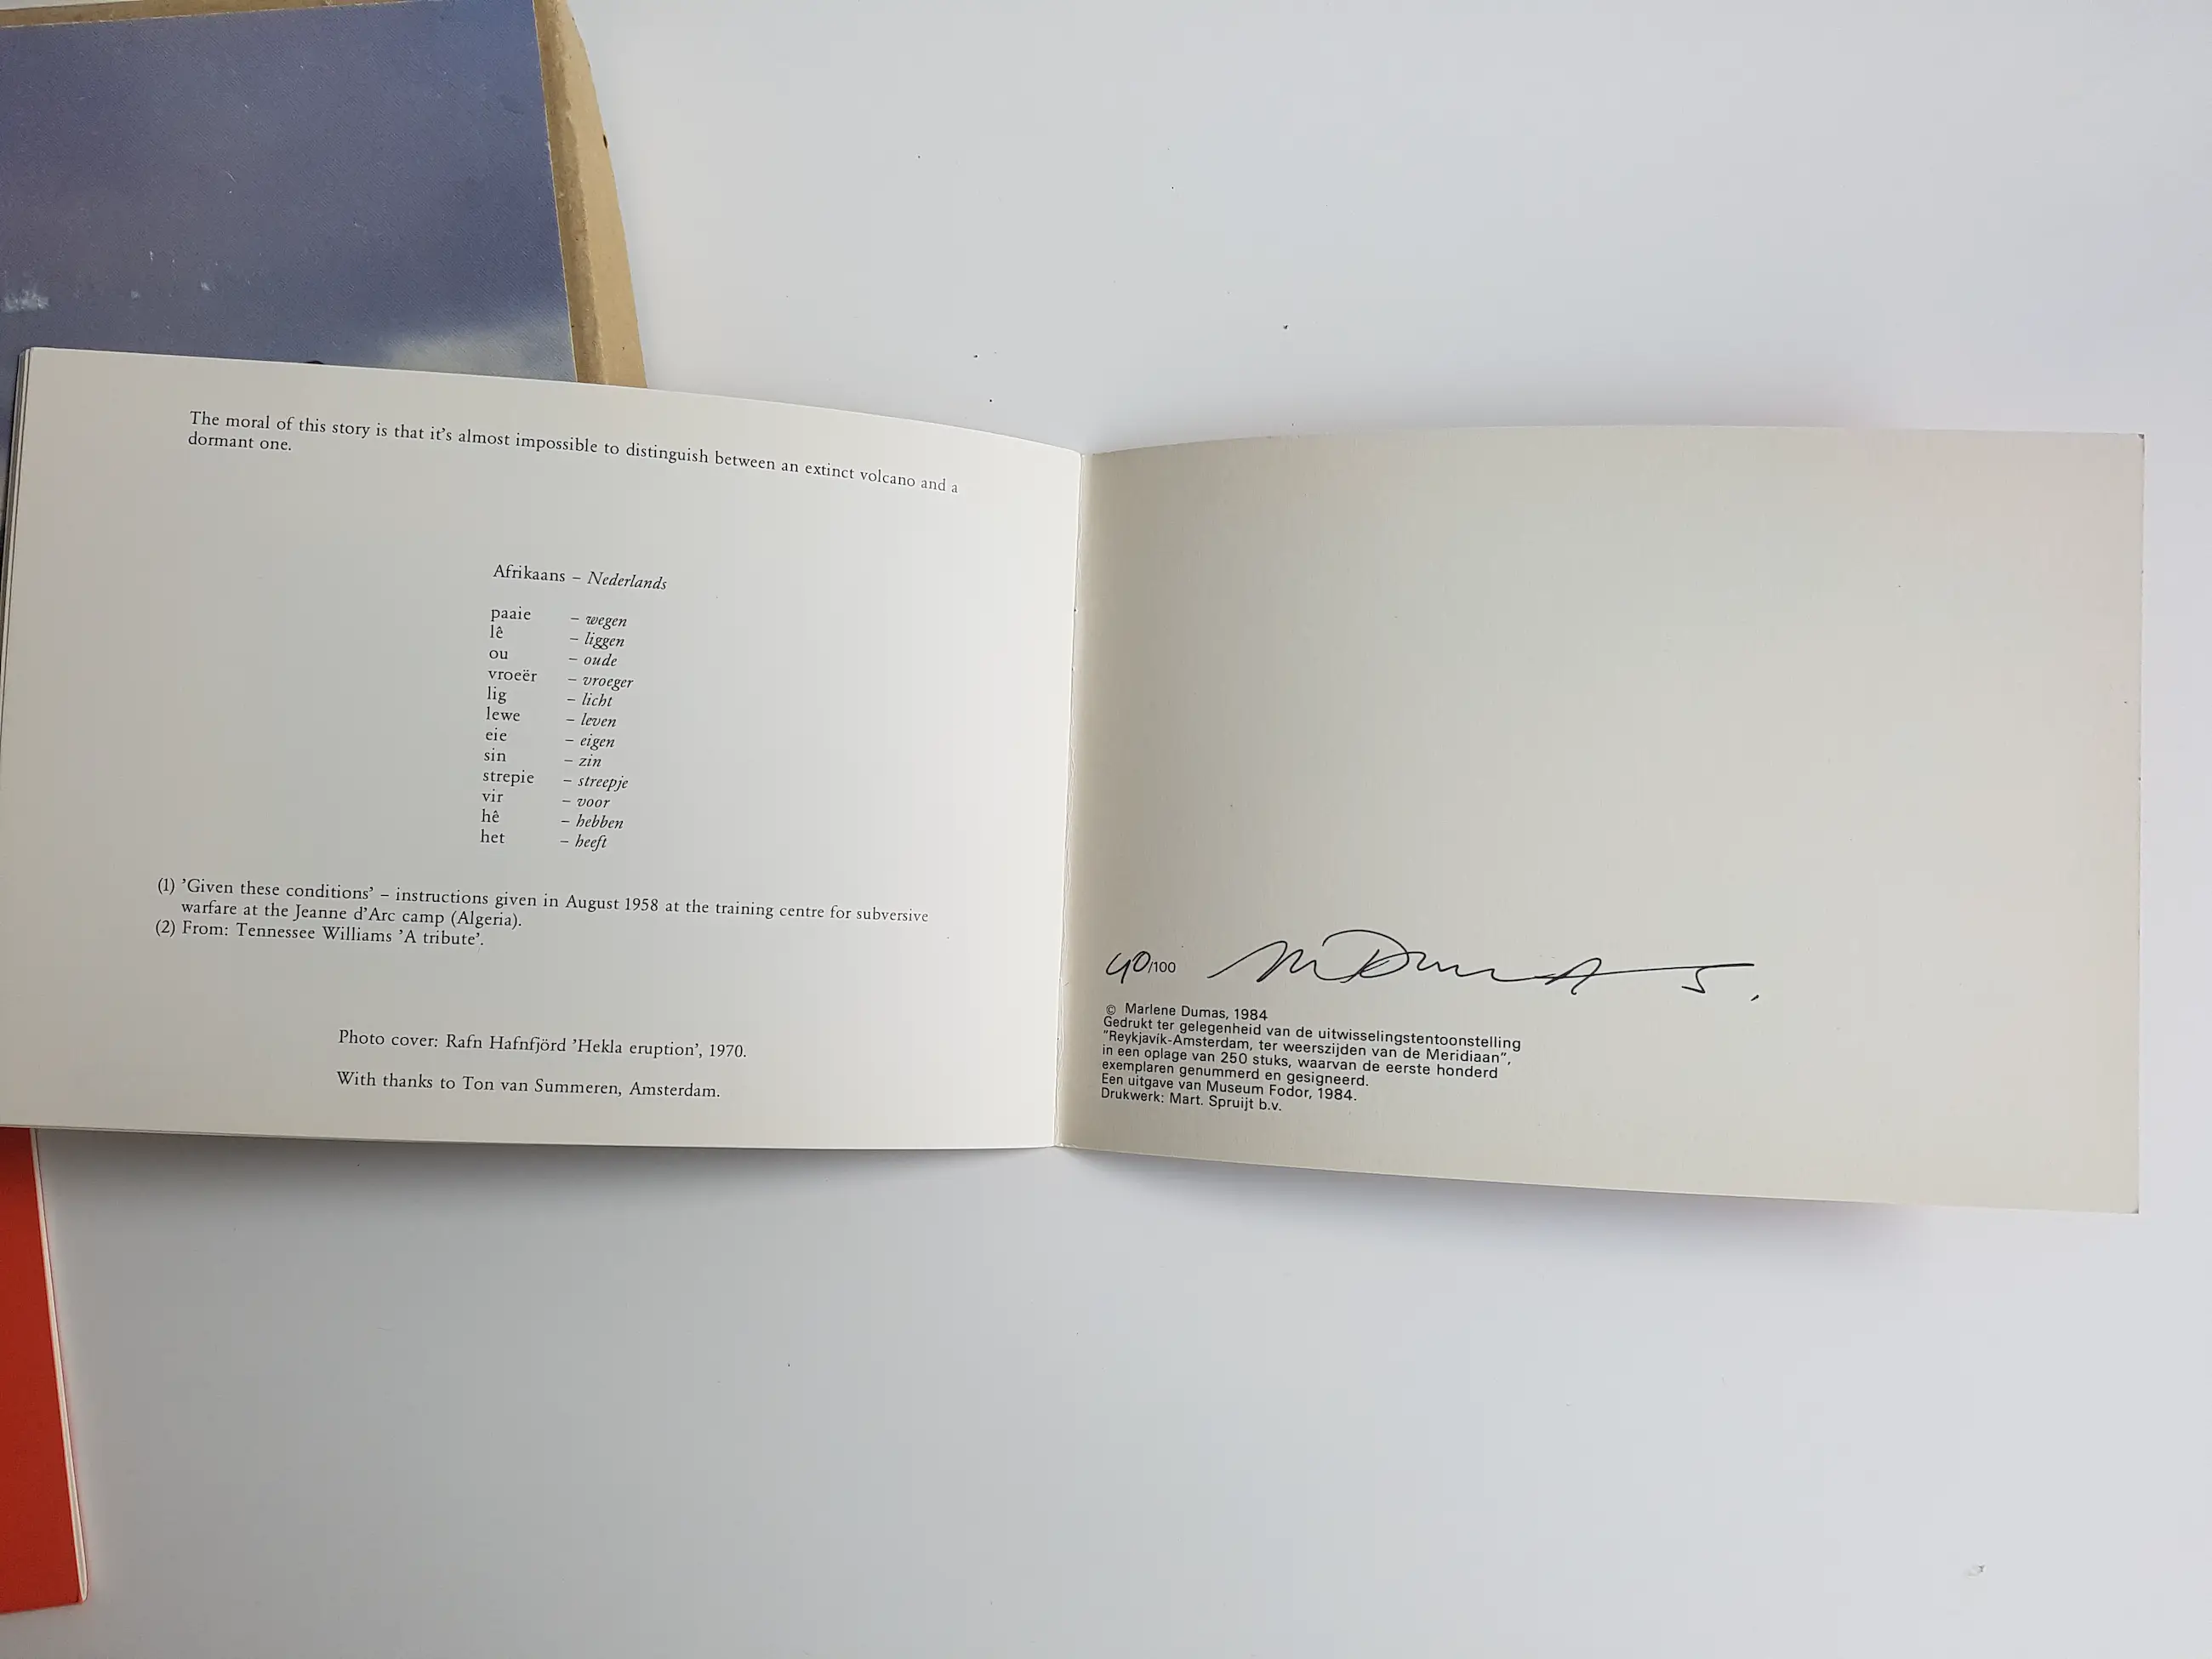 The moral of this story is that it's almost impossible to distinguish between an extinct volcano and a
dormant one.
Afrikaans – Nederlands
paaie – wegen
lê – liggen
ou – oude
vroeër – vroeger
lig – licht
lewe – leven
eie – eigen
sin – zin
strepie – streepje
vir – voor
hê – hebben
het – heeft
(1) 'Given these conditions' – instructions given in August 1958 at the training centre for subversive
warfare at the Jeanne d'Arc camp (Algeria).
(2) From: Tennessee Williams 'A tribute'.
Photo cover: Rafn Hafnfjörd 'Hekla eruption', 1970.
With thanks to Ton van Summeren, Amsterdam.
40/100 M Dumas.
© Marlene Dumas, 1984
Gedrukt ter gelegenheid van de uitwisselingstentoonstelling
"Reykjavik-Amsterdam, ter weerszijden van de Meridiaan",
in een oplage van 250 stuks, waarvan de eerste honderd
exemplaren genummerd en gesigneerd.
Een uitgave van Museum Fodor, 1984.
Drukwerk: Mart. Spruijt b.v.